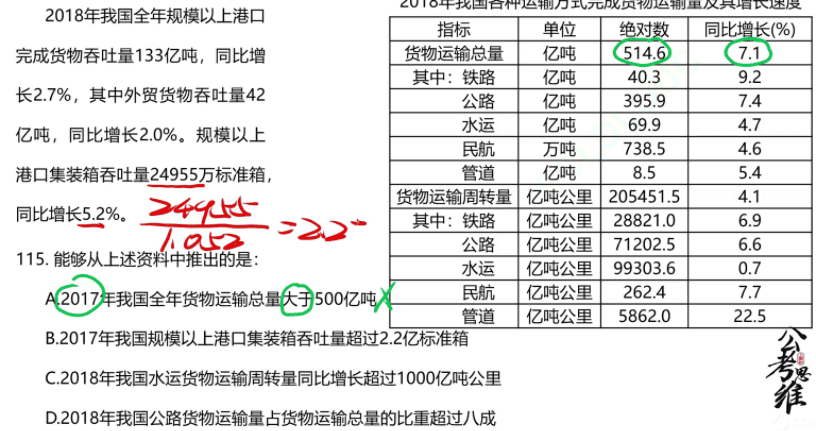 2018年我国全年规模以上港口
完成货物吞吐量133亿吨，同比增
长2.7%，其中外贸货物吞吐量42
亿吨，同比增长2.0%。规模以上
港口集装箱吞吐量24955万标准箱，
同比增长5.2%。
24955
1.052
=2.2⁻
115. 能够从上述资料中推出的是：
A.2017年我国全年货物运输总量大于500亿吨 X
B.2017年我国规模以上港口集装箱吞吐量超过2.2亿标准箱
C.2018年我国水运货物运输周转量同比增长超过1000亿吨公里
D.2018年我国公路货物运输量占货物运输总量的比重超过八成
2018年我国各种运输方式完成货物运输量及其增长速度
指标 单位 绝对数 同比增长(%)
货物运输总量 亿吨 514.6 7.1
其中：铁路 亿吨 40.3 9.2
公路 亿吨 395.9 7.4
水运 亿吨 69.9 4.7
民航 万吨 738.5 4.6
管道 亿吨 8.5 5.4
货物运输周转量 亿吨公里 205451.5 4.1
其中：铁路 亿吨公里 28821.0 6.9
公路 亿吨公里 71202.5 6.6
水运 亿吨公里 99303.6 0.7
民航 亿吨公里 262.4 7.7
管道 亿吨公里 5862.0 22.5
公考思维